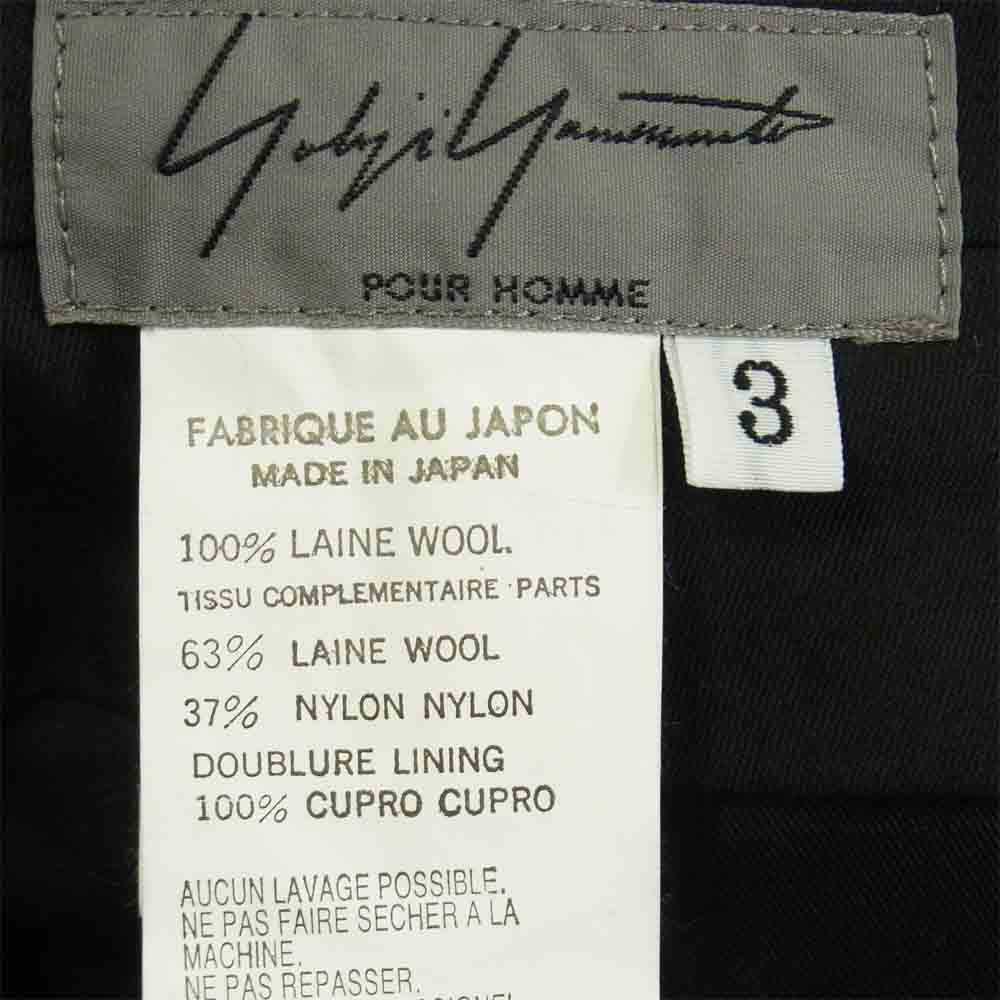 Yohji Yamamoto
POUR HOMME
3
FABRIQUE AU JAPON
MADE IN JAPAN
100% LAINE WOOL
TISSU COMPLEMENTAIRE PARTS
63% LAINE WOOL
37% NYLON NYLON
DOUBLURE LINING
100% CUPRO CUPRO
AUCUN LAVAGE POSSIBLE.
NE PAS FAIRE SECHER A LA
MACHINE.
NE PAS REPASSER.